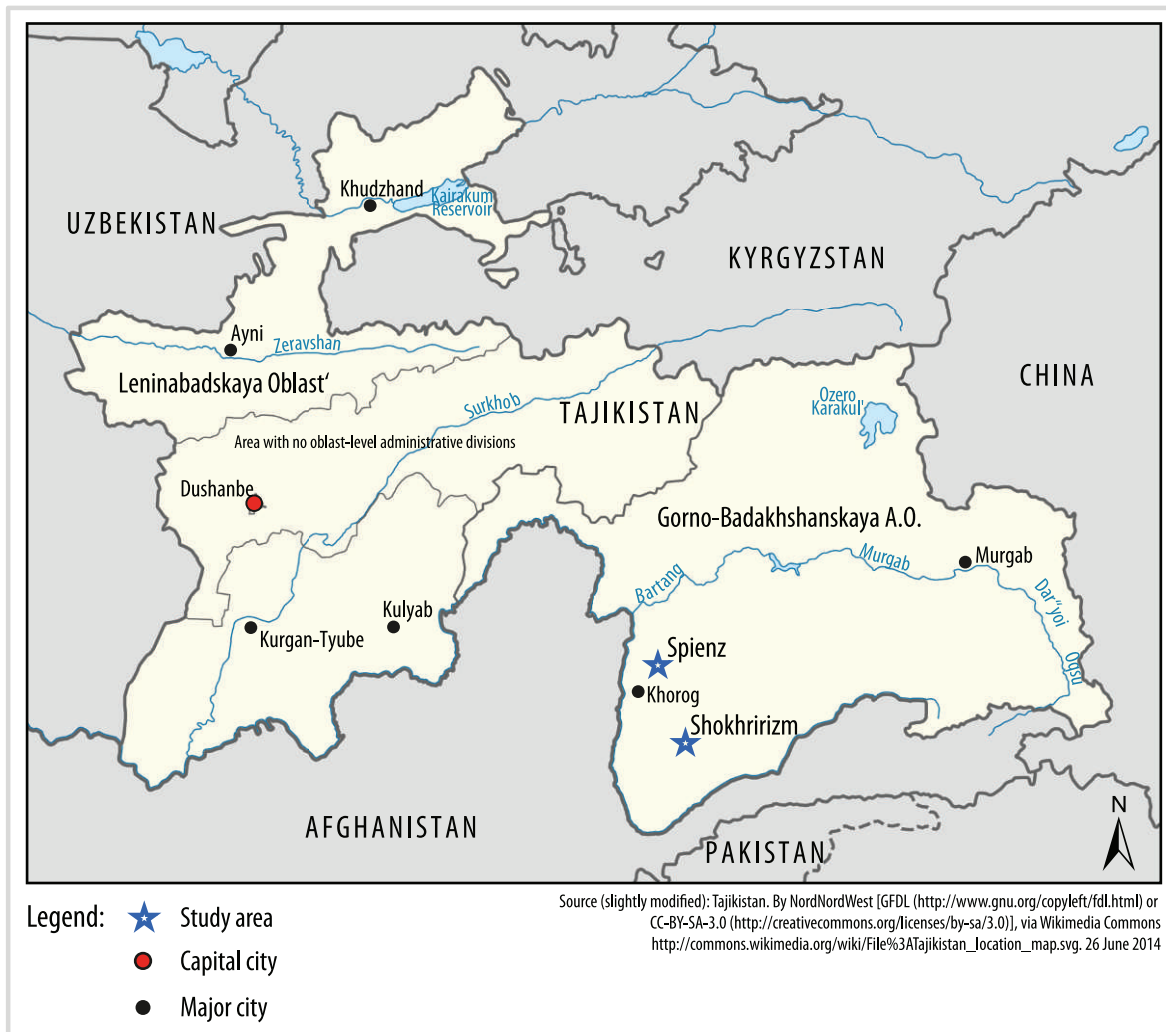 Khudzhand
Kairakum
Reservoir
UZBEKISTAN
KYRGYZSTAN
Ayni
Zeravshan
CHINA
Leninabadskaya Oblast'
Surkhob
TAJIKISTAN
Ozero
Karakul'
Area with no oblast-level administrative divisions
Dushanbe
Gorno-Badakhshanskaya A.O.
Murgab
Murgab
Bartang
Dar"yoi
Oqsu
Kulyab
Kurgan-Tyube
Spienz
Khorog
Shokhririzm
N
AFGHANISTAN
PAKISTAN
Legend:
Study area
Capital city
Major city
Source (slightly modified): Tajikistan. By NordNordWest [GFDL (http://www.gnu.org/copyleft/fdl.html) or
CC-BY-SA-3.0 (http://creativecommons.org/licenses/by-sa/3.0)], via Wikimedia Commons
http://commons.wikimedia.org/wiki/File%3ATajikistan_location_map.svg. 26 June 2014